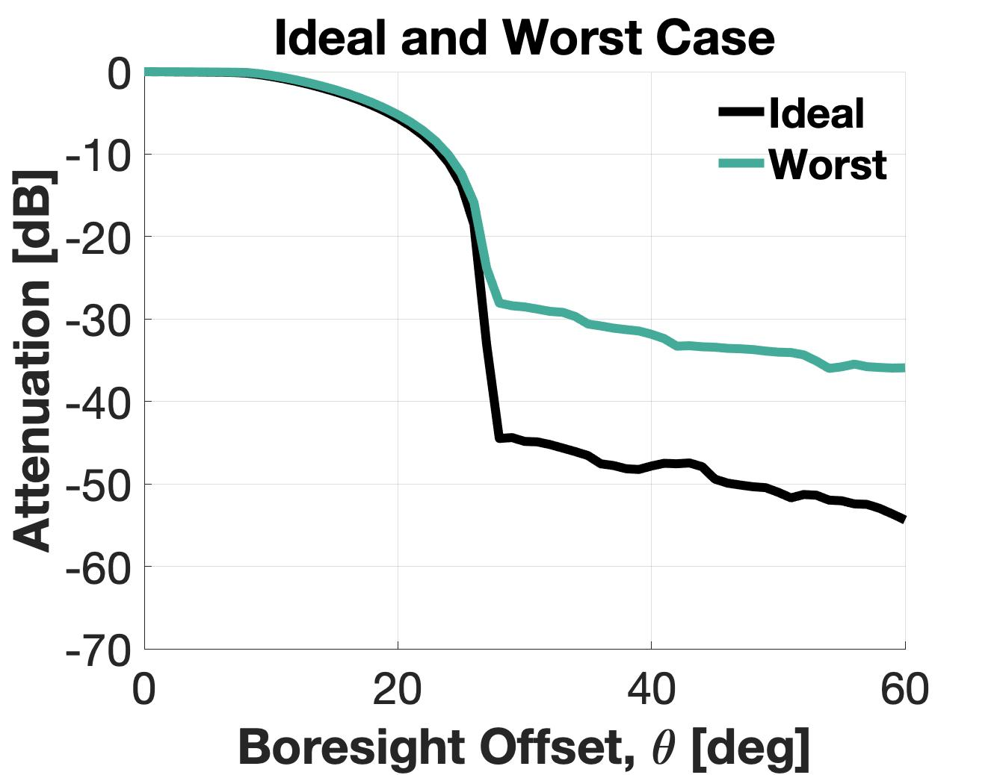 Ideal and Worst Case
Ideal
Worst
0
-10
-20
-30
-40
-50
-60
-70
0 20 40 60
Attenuation [dB]
Boresight Offset, θ [deg]